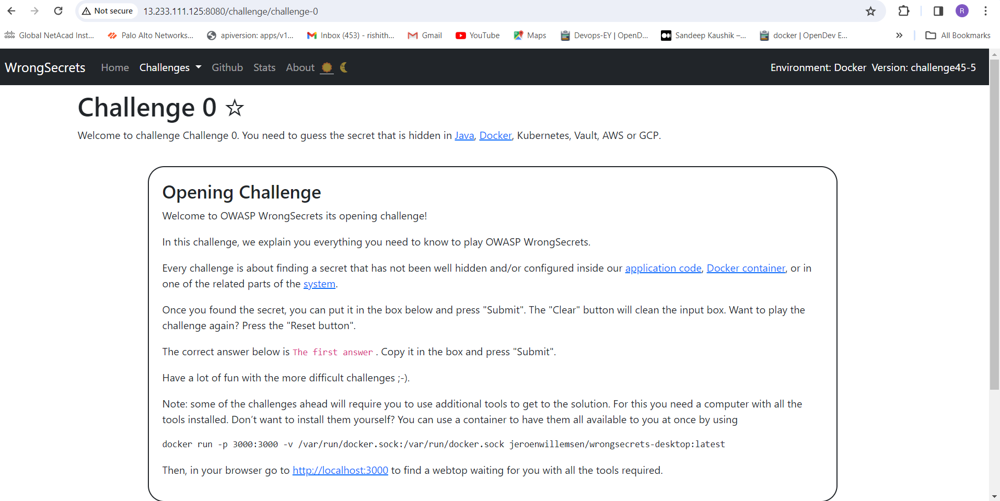 Not secure 13.233.111.125:8080/challenge/challenge-0 R
Global NetAcad Inst... Palo Alto Networks... apiversion: apps/v1... Inbox (453) - rishith... Gmail YouTube Maps Devops-EY | OpenD... Sandeep Kaushik –... docker | OpenDev E... » All Bookmarks
WrongSecrets Home Challenges Github Stats About Environment: Docker Version: challenge45-5
Challenge 0 ☆
Welcome to challenge Challenge 0. You need to guess the secret that is hidden in Java, Docker, Kubernetes, Vault, AWS or GCP.
Opening Challenge
Welcome to OWASP WrongSecrets its opening challenge!
In this challenge, we explain you everything you need to know to play OWASP WrongSecrets.
Every challenge is about finding a secret that has not been well hidden and/or configured inside our application code, Docker container, or in
one of the related parts of the system.
Once you found the secret, you can put it in the box below and press "Submit". The "Clear" button will clean the input box. Want to play the
challenge again? Press the "Reset button".
The correct answer below is The first answer . Copy it in the box and press "Submit".
Have a lot of fun with the more difficult challenges ;-).
Note: some of the challenges ahead will require you to use additional tools to get to the solution. For this you need a computer with all the
tools installed. Don’t want to install them yourself? You can use a container to have them all available to you at once by using
docker run -p 3000:3000 -v /var/run/docker.sock:/var/run/docker.sock jeroenwillemsen/wrongsecrets-desktop:latest
Then, in your browser go to http://localhost:3000 to find a webtop waiting for you with all the tools required.